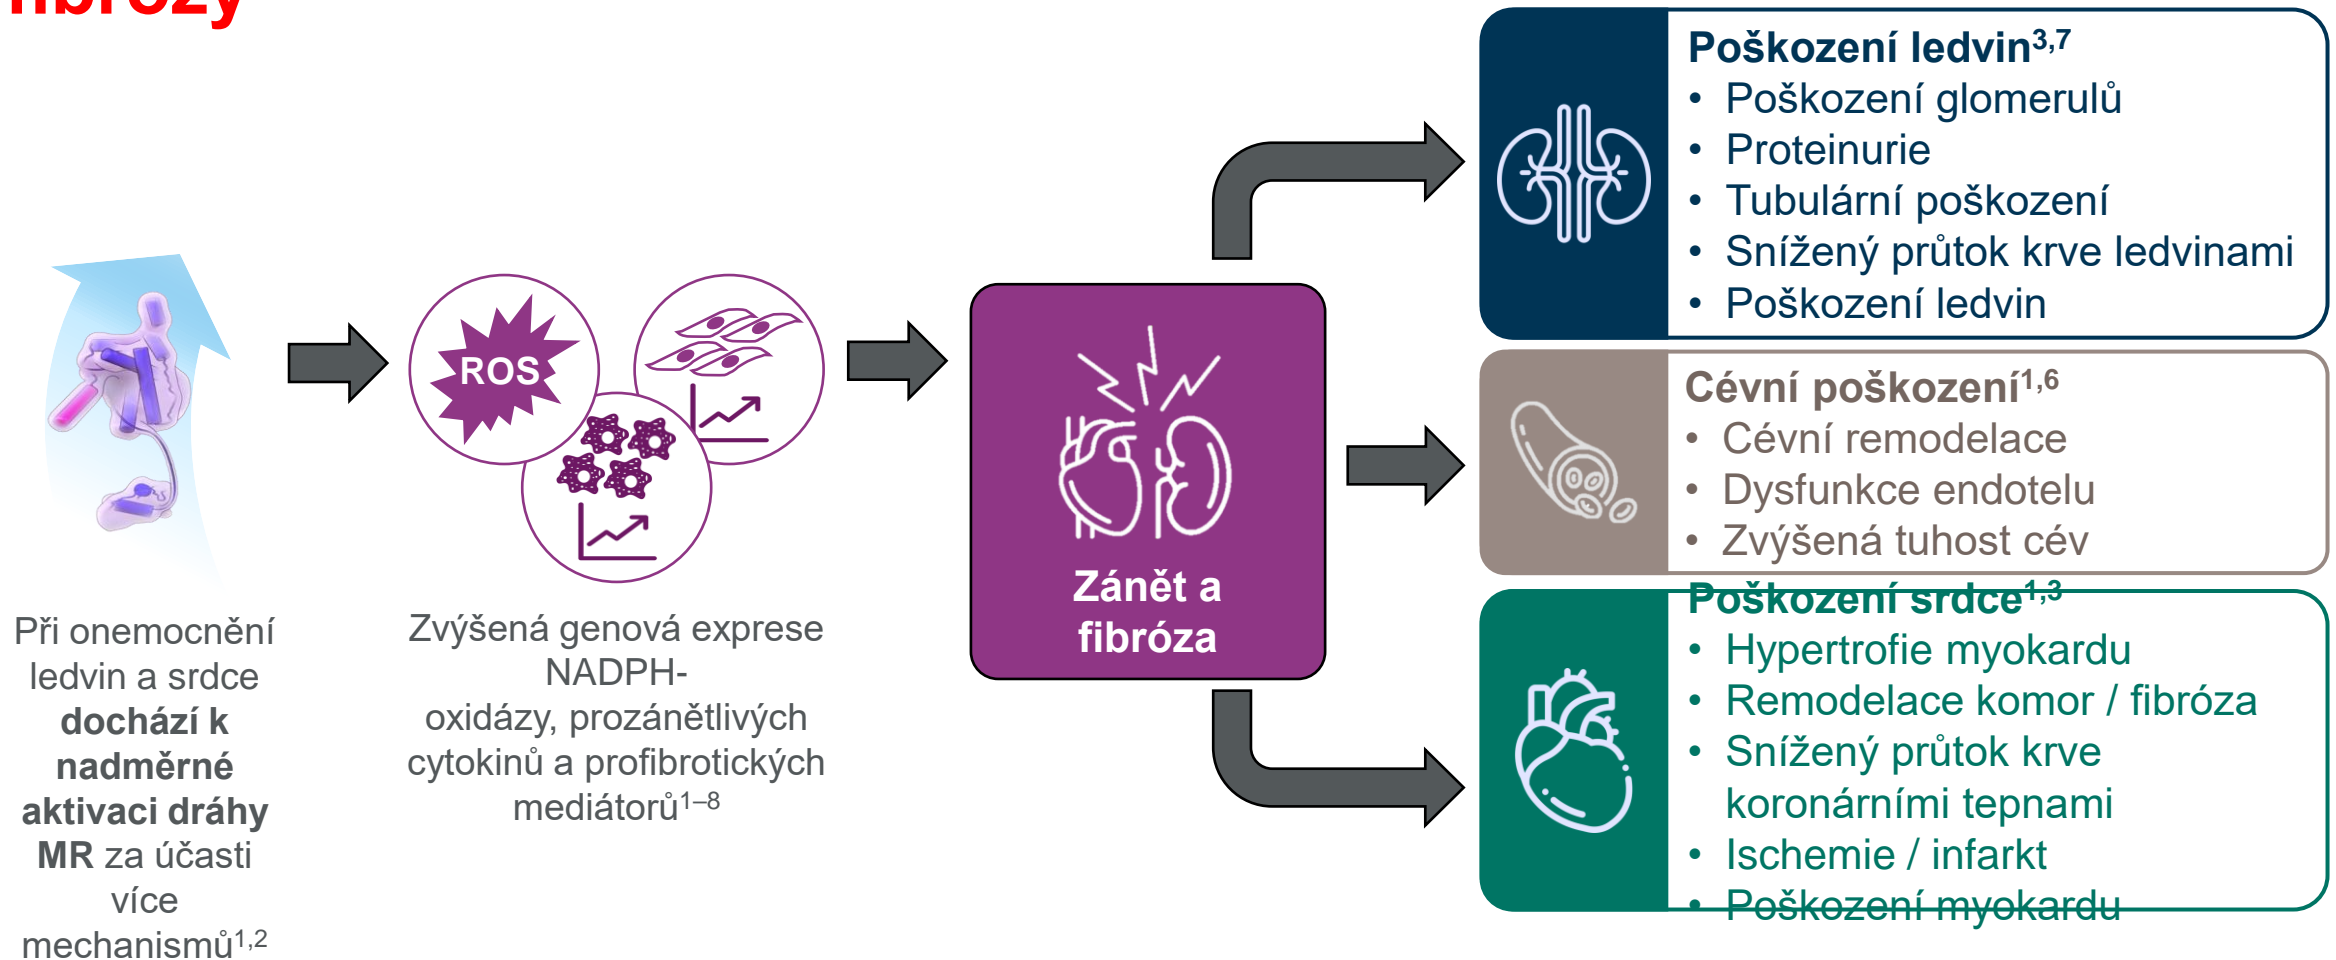 fibrózy
Při onemocnění
ledvin a srdce
dochází k
nadměrné
aktivaci dráhy
MR za účasti
více
mechanismů1,2
ROS
Zvýšená genová exprese
NADPH-
oxidázy, prozánětlivých
cytokinů a profibrotických
mediátorů1–8
Zánět a
fibróza
Poškození ledvin3,7
• Poškození glomerulů
• Proteinurie
• Tubulární poškození
• Snížený průtok krve ledvinami
• Poškození ledvin
Cévní poškození1,6
• Cévní remodelace
• Dysfunkce endotelu
• Zvýšená tuhost cév
Poškození srdce1,3
• Hypertrofie myokardu
• Remodelace komor / fibróza
• Snížený průtok krve
koronárními tepnami
• Ischemie / infarkt
• Poškození myokardu